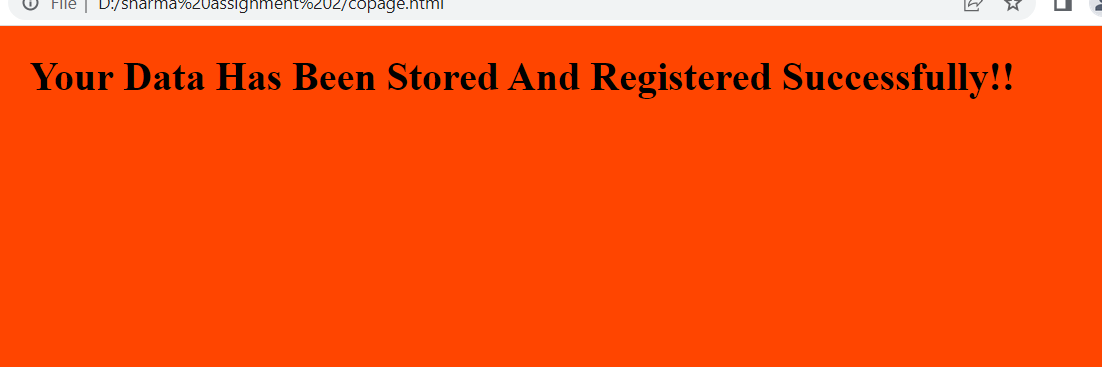 File | D:/sharma%20assignment%202/copage.html
Your Data Has Been Stored And Registered Successfully!!